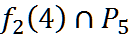 f₂(4) ∩ P₅